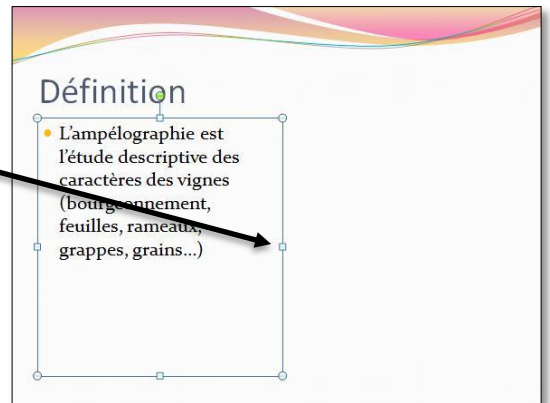 Définition
L'ampélographie est
l'étude descriptive des
caractères des vignes
(bourgeonnement,
feuilles, rameaux,
grappes, grains...)